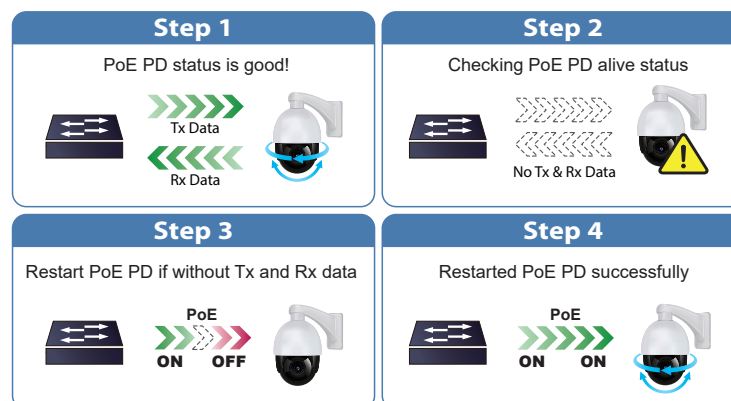 Step 1
PoE PD status is good!
Tx Data
Rx Data
Step 2
Checking PoE PD alive status
No Tx & Rx Data
Step 3
Restart PoE PD if without Tx and Rx data
PoE
ON OFF
Step 4
Restarted PoE PD successfully
PoE
ON ON